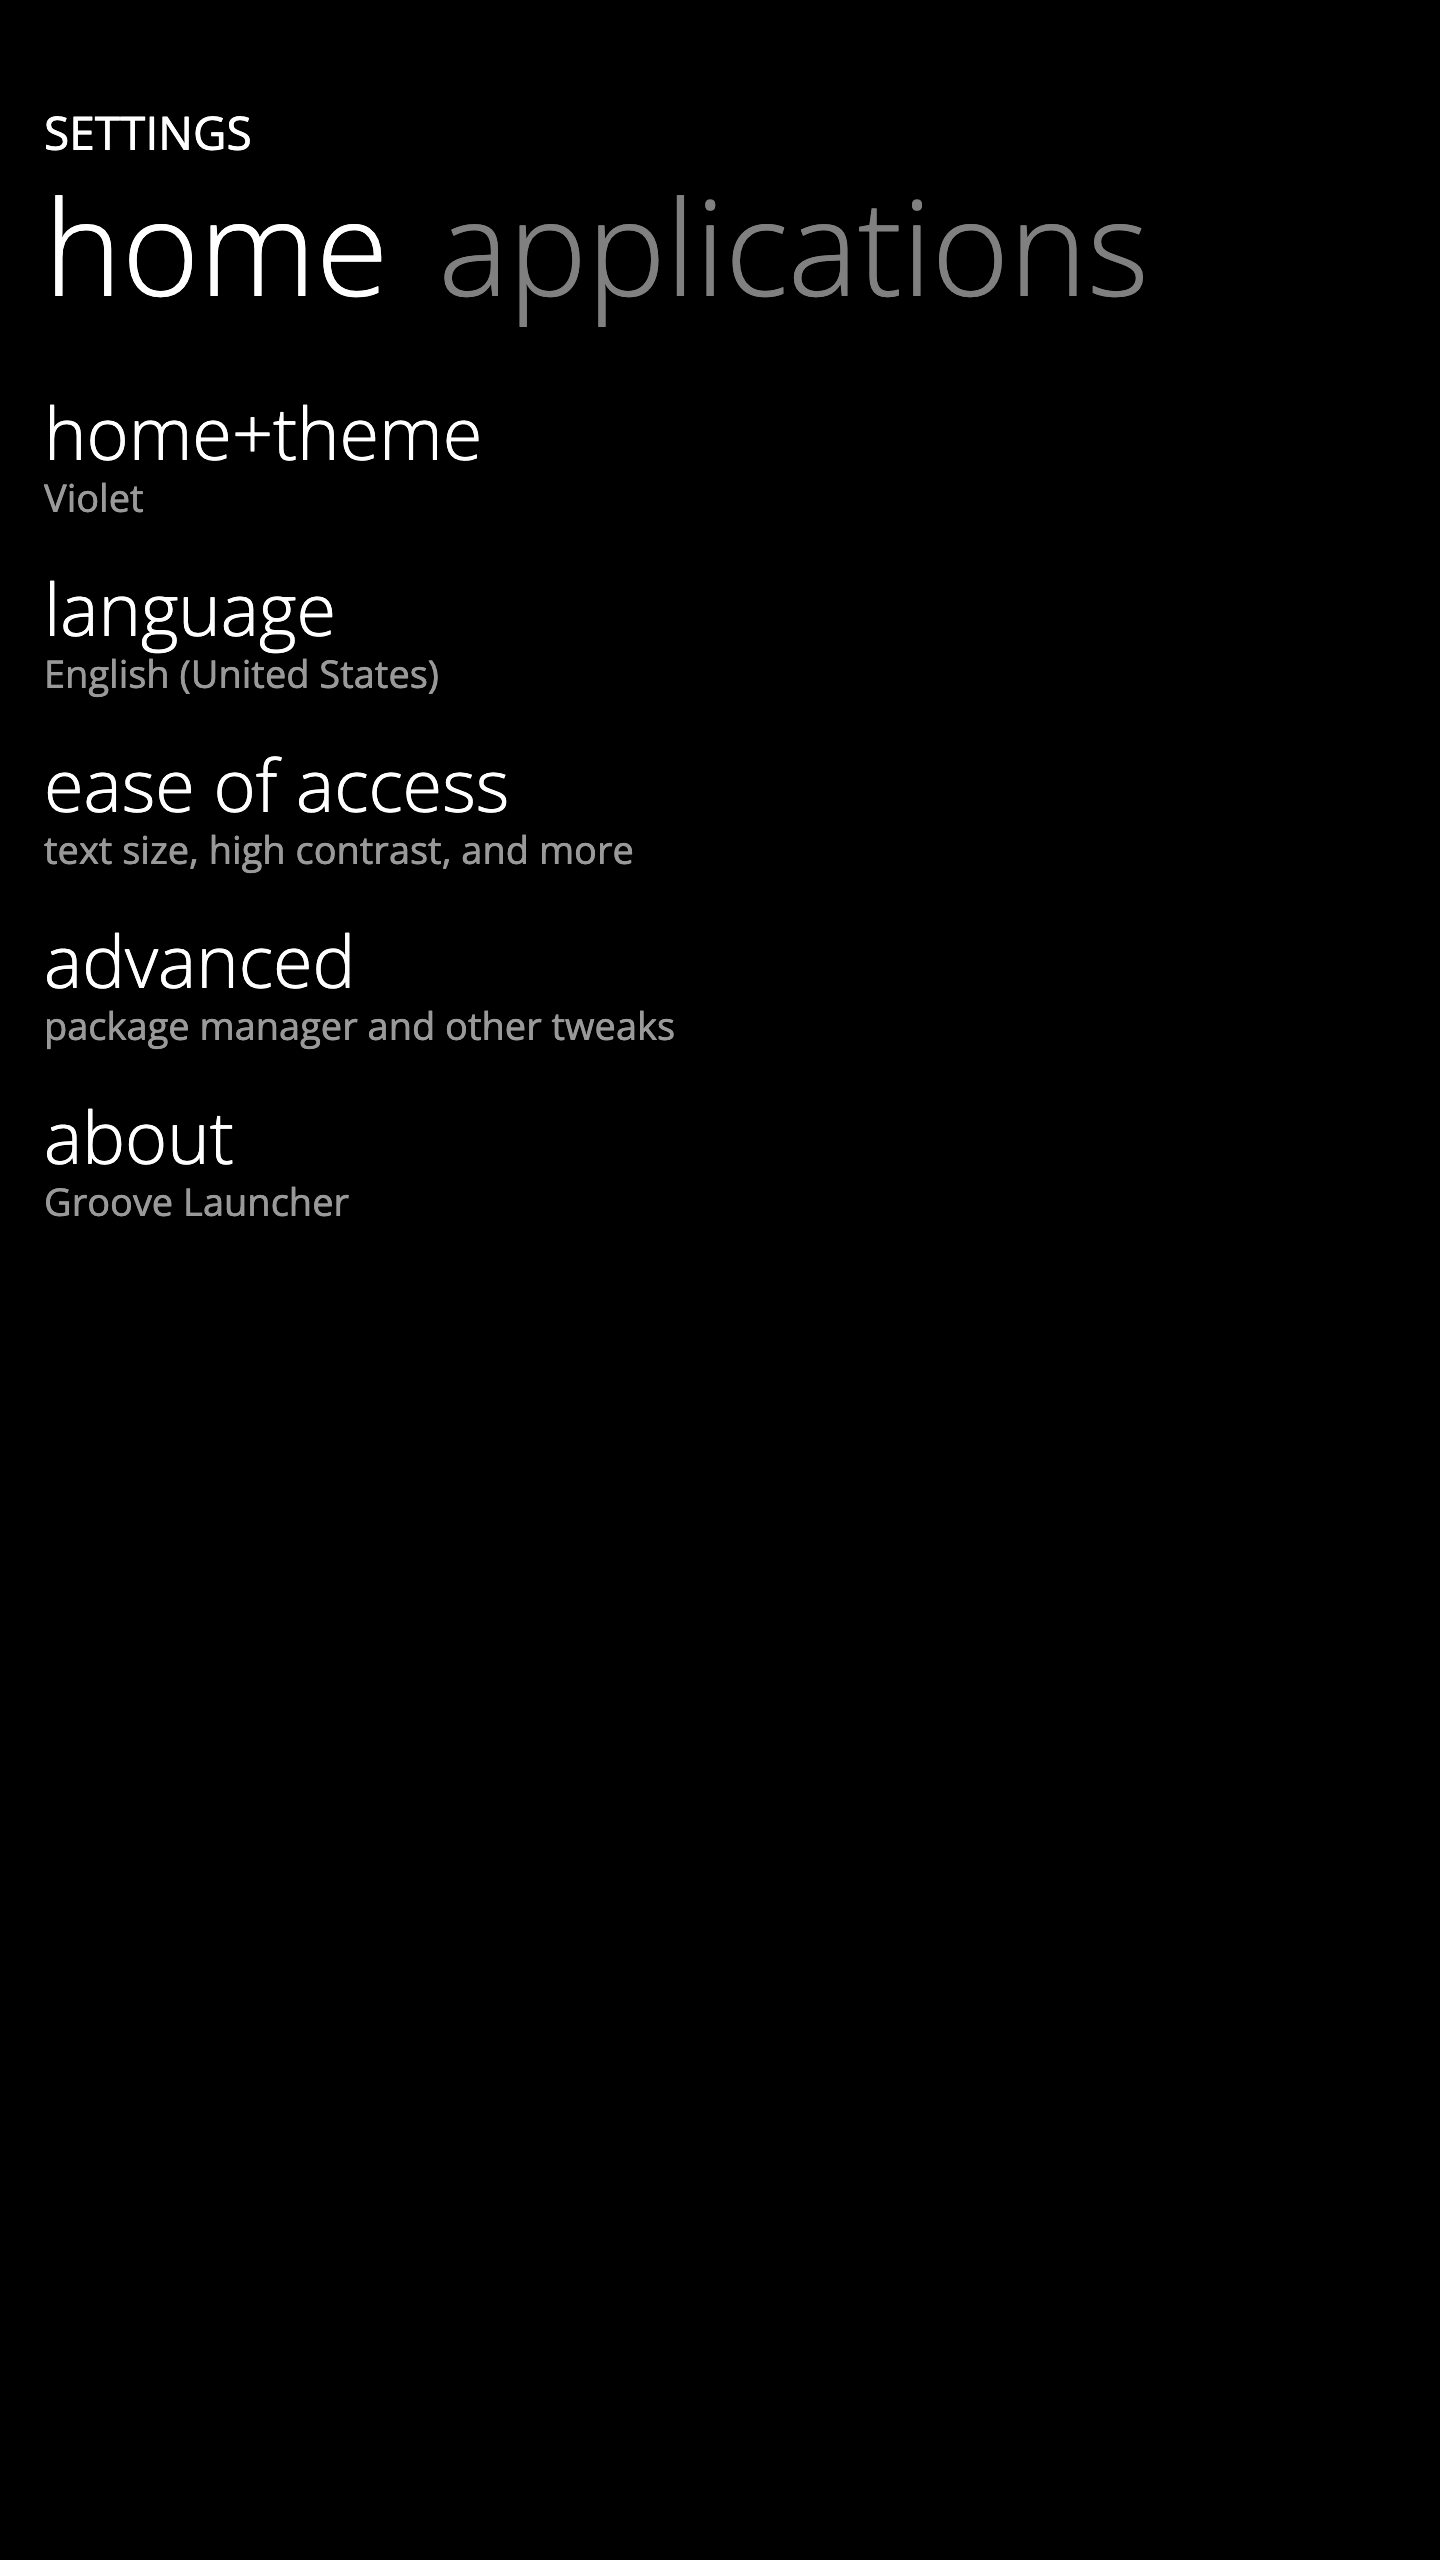 SETTINGS
home applications
home+theme
Violet
language
English (United States)
ease of access
text size, high contrast, and more
advanced
package manager and other tweaks
about
Groove Launcher